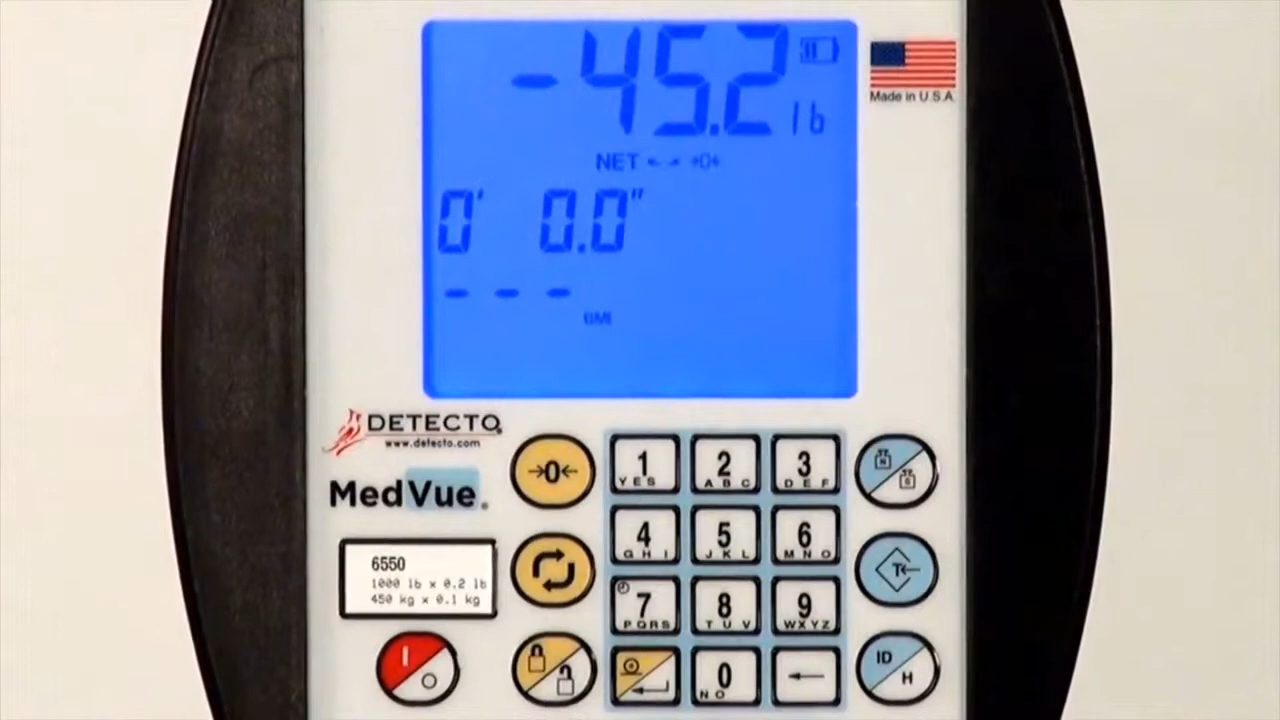 -45.2 lb
Made in U.S.A.
NET →0←
0' 0.0"
- - -
BMI
DETECTO®
www.detecto.com
MedVue®
6550
1000 lb x 0.2 lb
450 kg x 0.1 kg
→0←
1 YES
2 ABC
3 DEF
N G
4 GHI
5 JKL
6 MNO
T←
7 PQRS
8 TUV
9 WXYZ
I O
0 NO
←
ID H